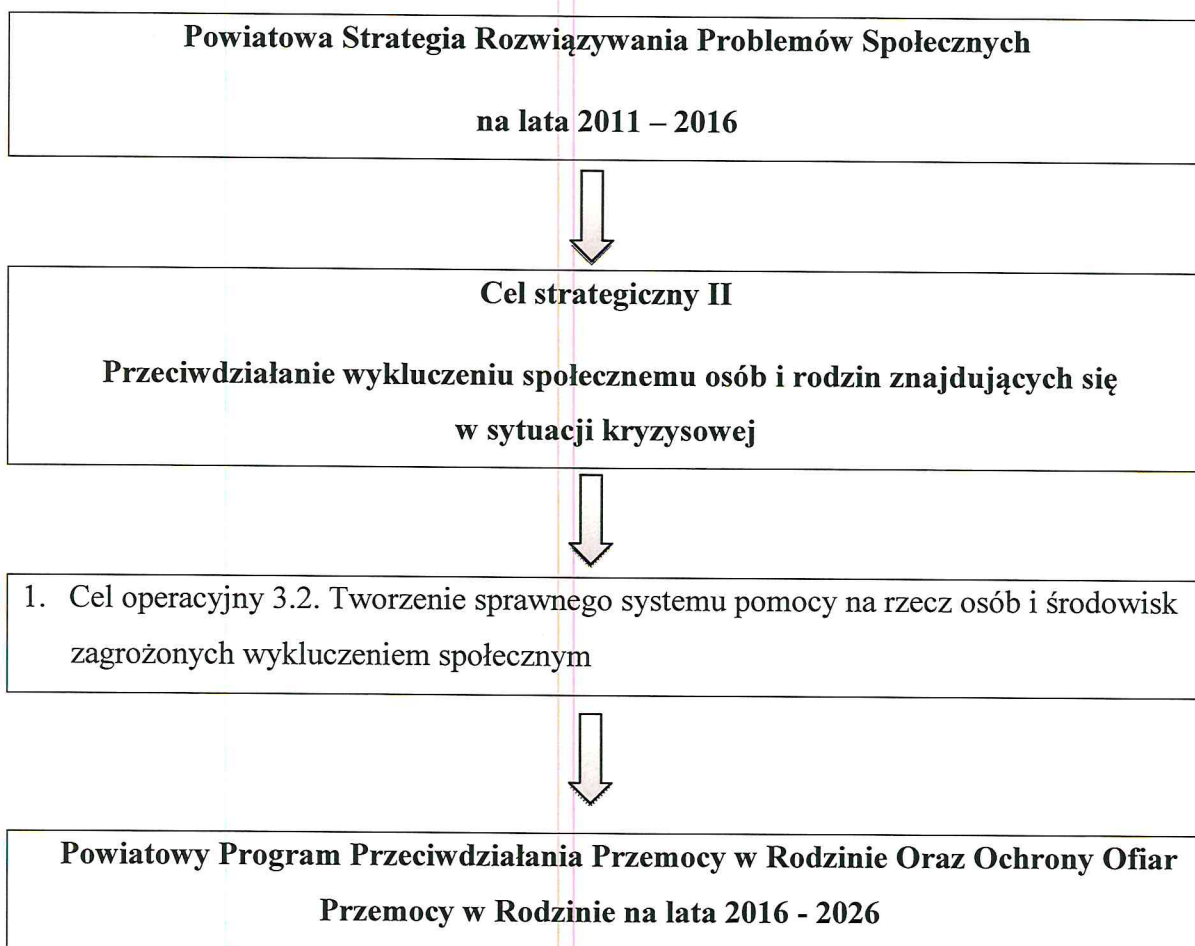 Powiatowa Strategia Rozwiązywania Problemów Społecznych
na lata 2011 – 2016
Cel strategiczny II
Przeciwdziałanie wykluczeniu społecznemu osób i rodzin znajdujących się
w sytuacji kryzysowej
1. Cel operacyjny 3.2. Tworzenie sprawnego systemu pomocy na rzecz osób i środowisk
zagrożonych wykluczeniem społecznym
Powiatowy Program Przeciwdziałania Przemocy w Rodzinie Oraz Ochrony Ofiar
Przemocy w Rodzinie na lata 2016 - 2026